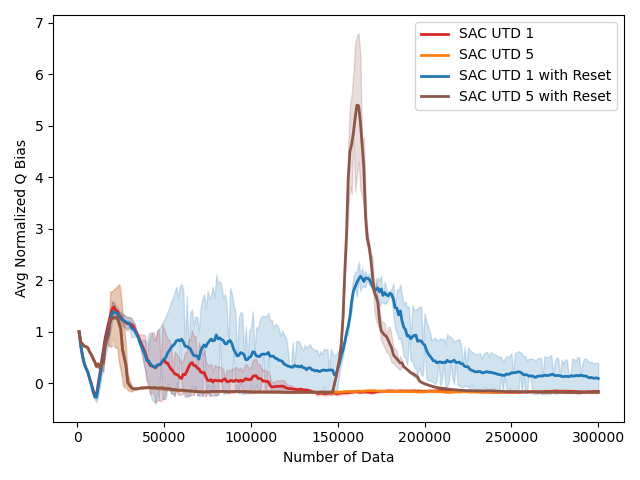 SAC UTD 1
SAC UTD 5
SAC UTD 1 with Reset
SAC UTD 5 with Reset
Avg Normalized Q Bias
7
6
5
4
3
2
1
0
0 50000 100000 150000 200000 250000 300000
Number of Data